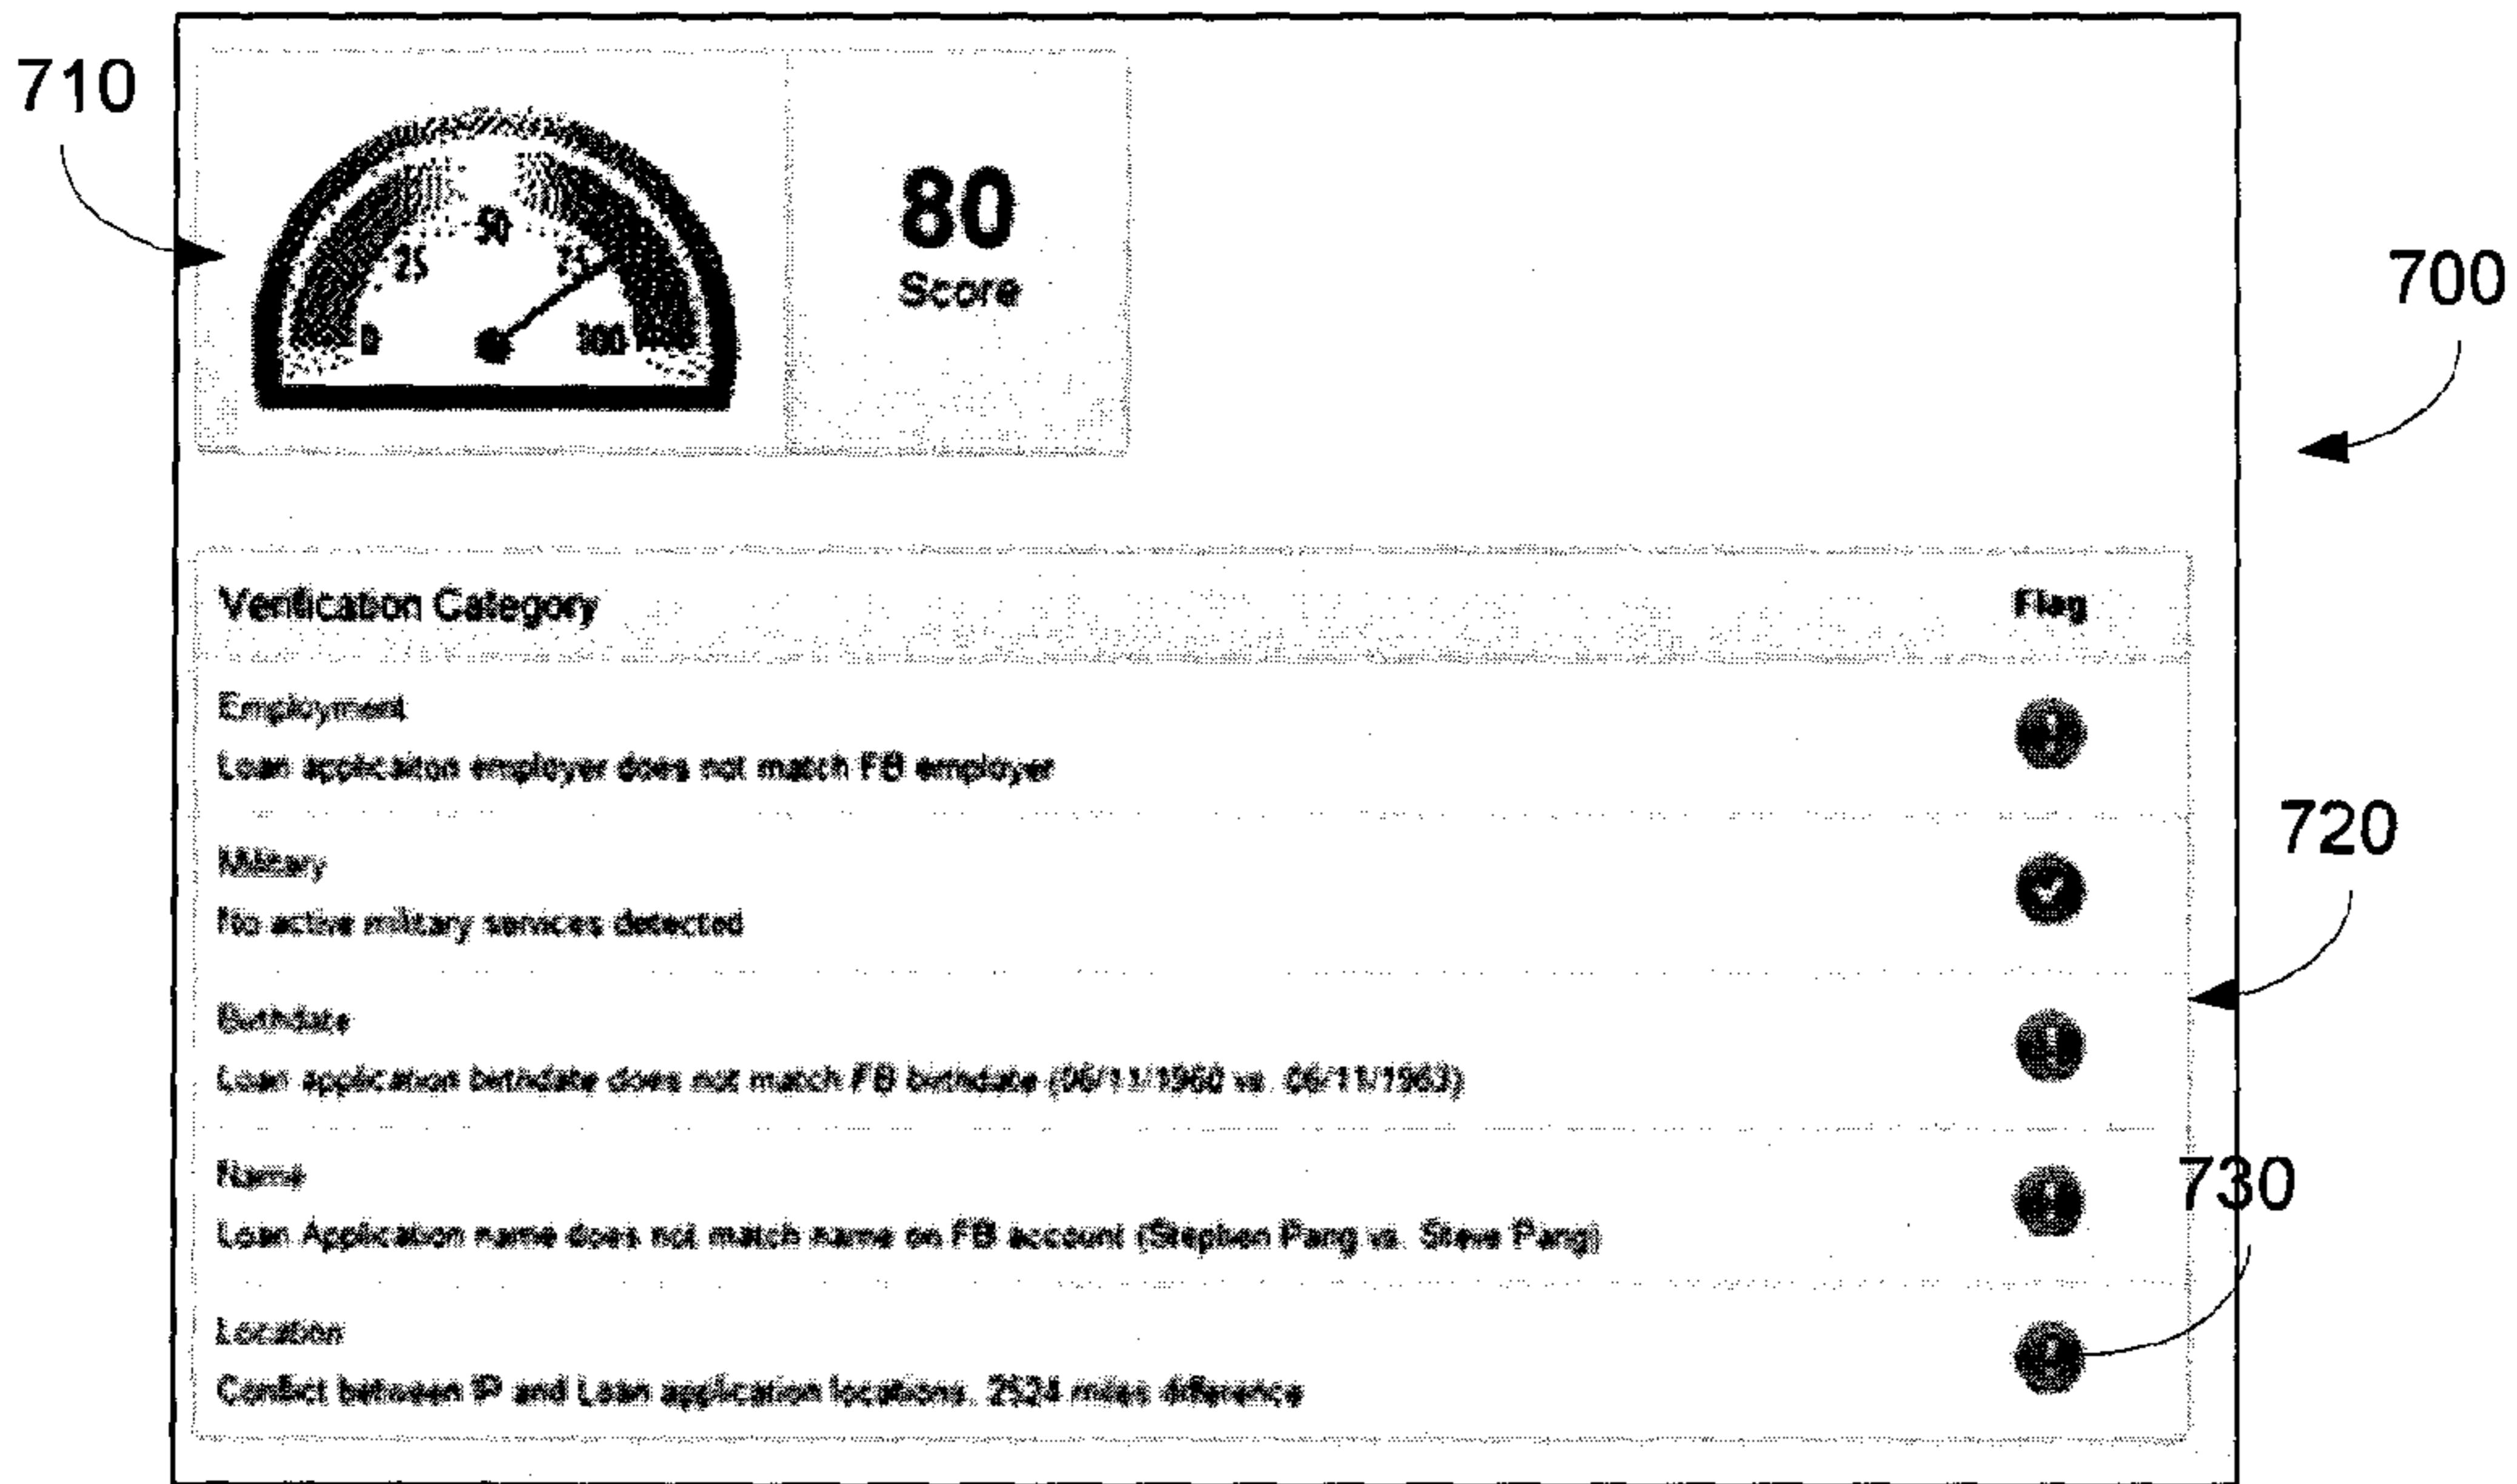 710
50
25
75
0
100
80
Score
700
Verification Category
Flag
Employment
Loan applicaiton employer does not match FB employer
720
Military
No active military services detected
Birthdate
Loan application birthdate does not match FB birthdate (06/11/1960 vs. 06/11/1963)
730
Name
Loan Application name does not match name on FB account (Stephen Pang vs. Steve Pang)
Location
Conflict between IP and Loan application locations. 2524 miles difference